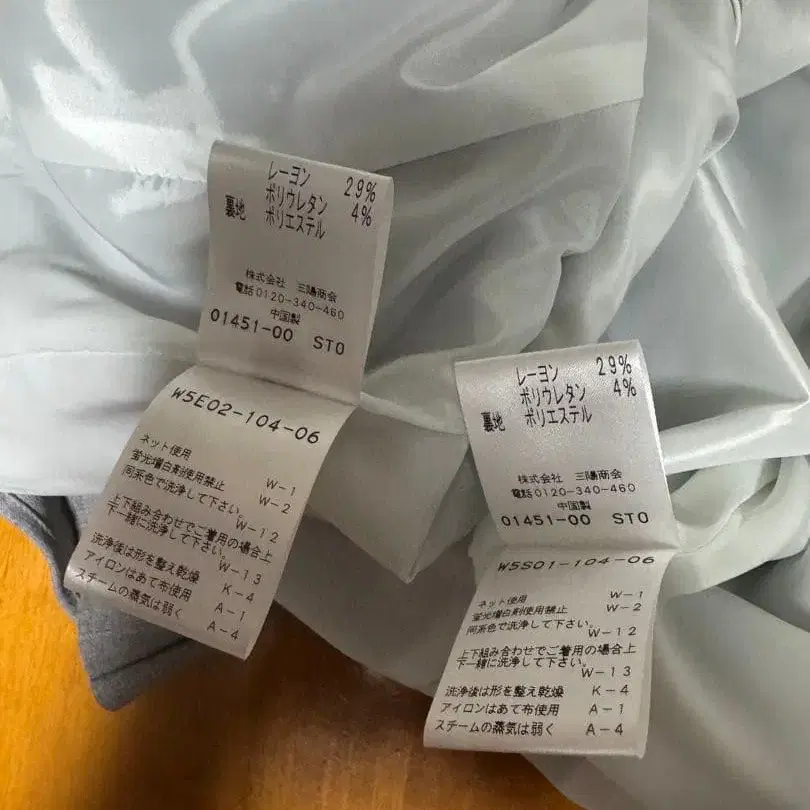 レーヨン 29%
ポリウレタン 4%
裏地 ポリエステル
株式会社 三陽商会
電話0120-340-460
中国製
01451-00 ST0
W5E02-104-06
ネット使用 W-1
蛍光増白剤使用禁止 W-2
同系色で洗浄して下さい。 W-12
上下組み合わせでご着用の場合上
下一緒に洗浄して下さい。 W-13
洗浄後は形を整え乾燥 K-4
アイロンはあて布使用 A-1
スチームの蒸気は弱く A-4
レーヨン 29%
ポリウレタン 4%
裏地 ポリエステル
株式会社 三陽商会
電話0120-340-460
中国製
01451-00 ST0
W5S01-104-06
ネット使用 W-1
蛍光増白剤使用禁止 W-2
同系色で洗浄して下さい。 W-12
上下組み合わせでご着用の場合上
下一緒に洗浄して下さい。 W-13
洗浄後は形を整え乾燥 K-4
アイロンはあて布使用 A-1
スチームの蒸気は弱く A-4